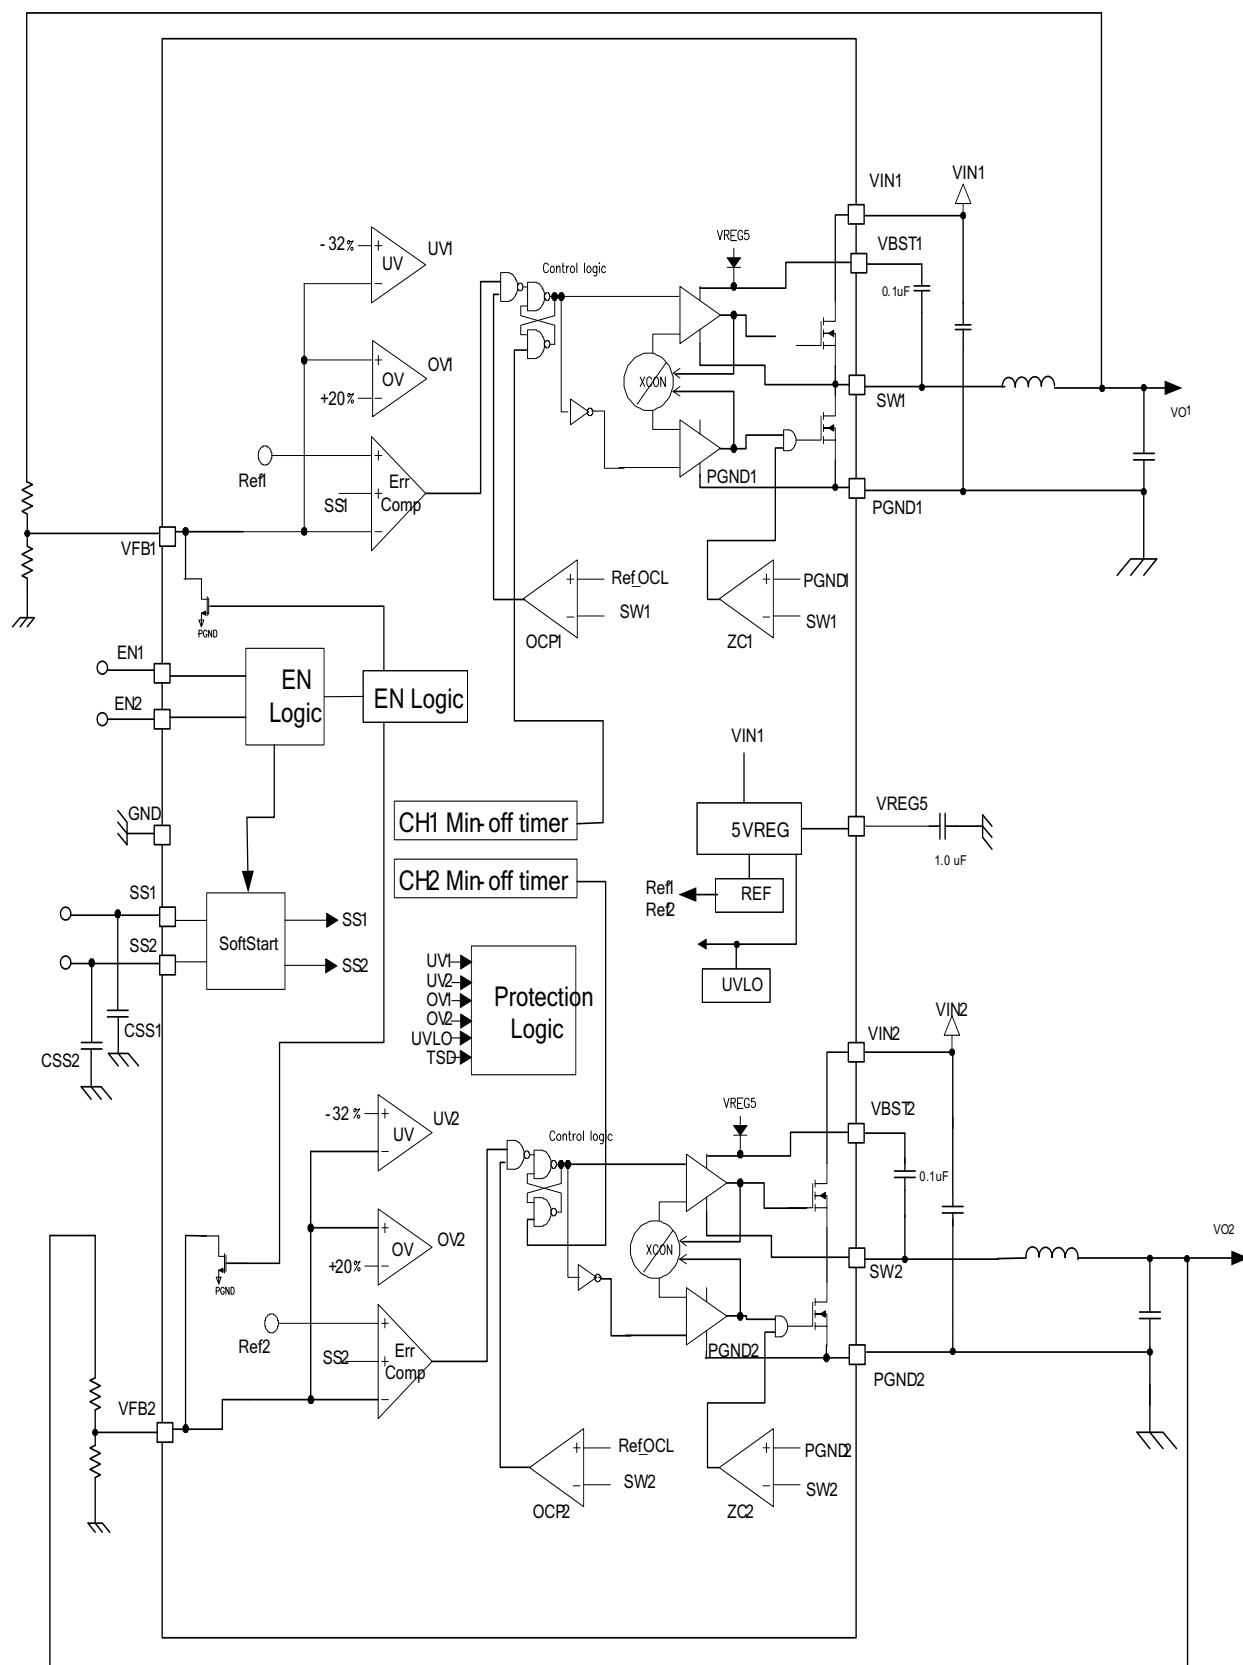 VIN1
VIN1
VREG5
VBST1
-32%
+
UV
-
UV1
Control logic
0.1uF
+
OV
-
OV1
+20%
XCON
SW1
VO1
Ref1
+
SS1
+
Err
Comp
-
PGND1
PGND1
VFB1
PGND
+
Ref_OCL
-
SW1
OCP1
+
PGND1
-
SW1
ZC1
EN1
EN2
EN
Logic
EN Logic
VIN1
GND
CH1 Min-off timer
5VREG
VREG5
1.0 uF
CH2 Min-off timer
REF
Ref1
Ref2
SS1
SS2
SoftStart
SS1
SS2
UVLO
UV1
UV2
OV1
OV2
UVLO
TSD
Protection
Logic
CSS1
CSS2
VIN2
VIN2
VREG5
VBST2
-32%
+
UV
-
UV2
Control logic
0.1uF
+
OV
-
OV2
+20%
XCON
SW2
VO2
PGND
Ref2
+
SS2
+
Err
Comp
-
PGND2
PGND2
VFB2
+
Ref_OCL
-
SW2
OCP2
+
PGND2
-
SW2
ZC2